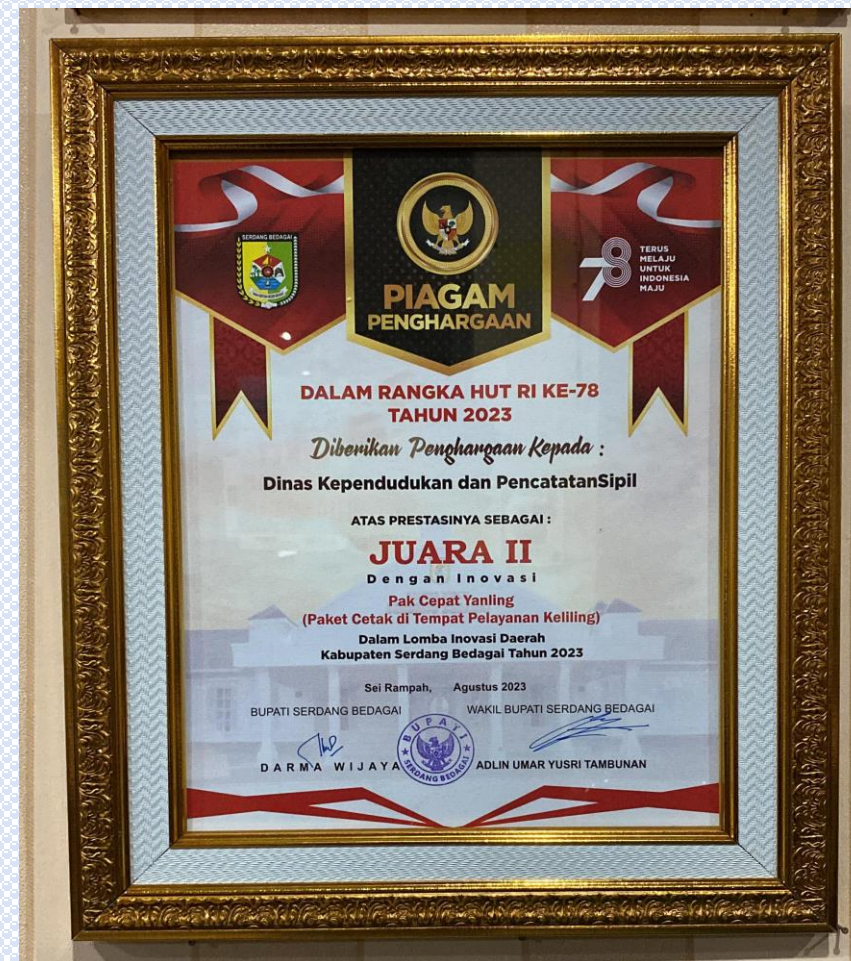 SERDANG BEDAGAI
78
TERUS
MELAJU
UNTUK
INDONESIA
MAJU
PIAGAM
PENGHARGAAN
DALAM RANGKA HUT RI KE-78
TAHUN 2023
Diberikan Penghargaan Kepada :
Dinas Kependudukan dan PencatatanSipil
ATAS PRESTASINYA SEBAGAI :
JUARA II
Dengan Inovasi
Pak Cepat Yanling
(Paket Cetak di Tempat Pelayanan Keliling)
Dalam Lomba Inovasi Daerah
Kabupaten Serdang Bedagai Tahun 2023
Sei Rampah, Agustus 2023
BUPATI SERDANG BEDAGAI
WAKIL BUPATI SERDANG BEDAGAI
BUPATI
SERDANG BEDAGAI
DARMA WIJAYA
ADLIN UMAR YUSRI TAMBUNAN